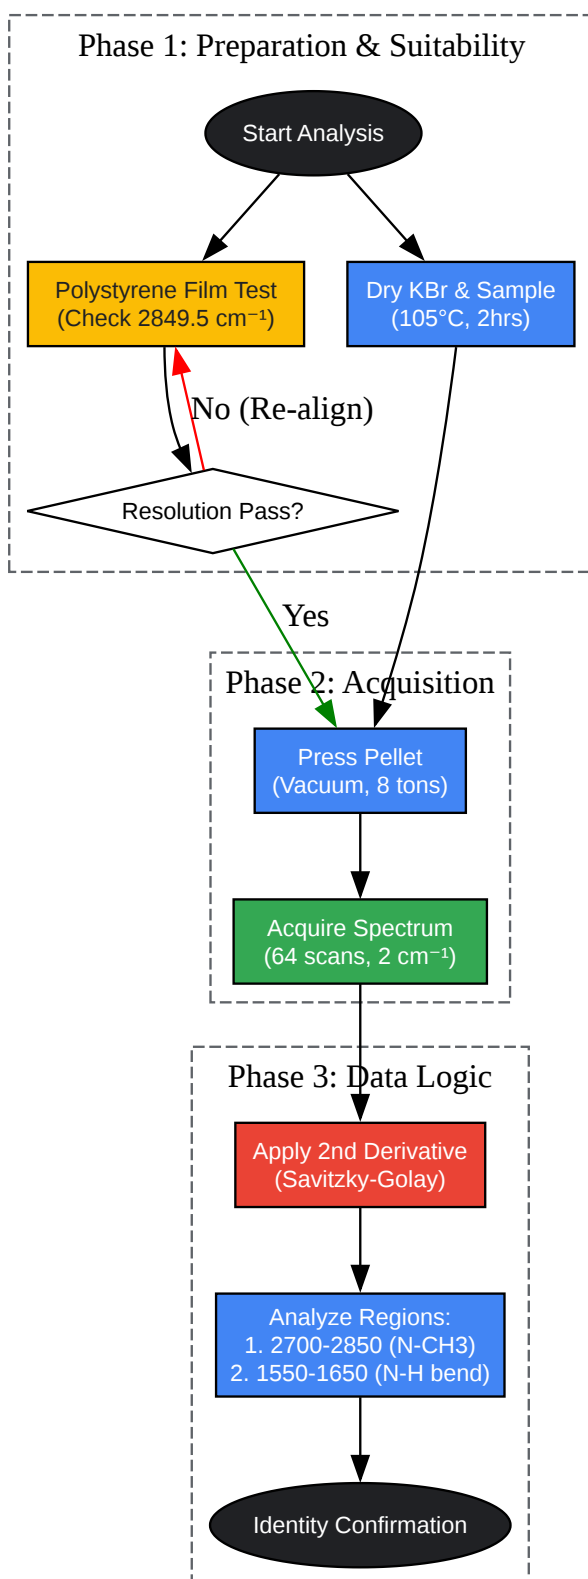 Phase 1: Preparation & Suitability
Start Analysis
Polystyrene Film Test
(Check 2849.5 cm⁻¹)
Dry KBr & Sample
(105°C, 2hrs)
No (Re-align)
Resolution Pass?
Yes
Phase 2: Acquisition
Press Pellet
(Vacuum, 8 tons)
Acquire Spectrum
(64 scans, 2 cm⁻¹)
Phase 3: Data Logic
Apply 2nd Derivative
(Savitzky-Golay)
Analyze Regions:
1. 2700-2850 (N-CH3)
2. 1550-1650 (N-H bend)
Identity Confirmation